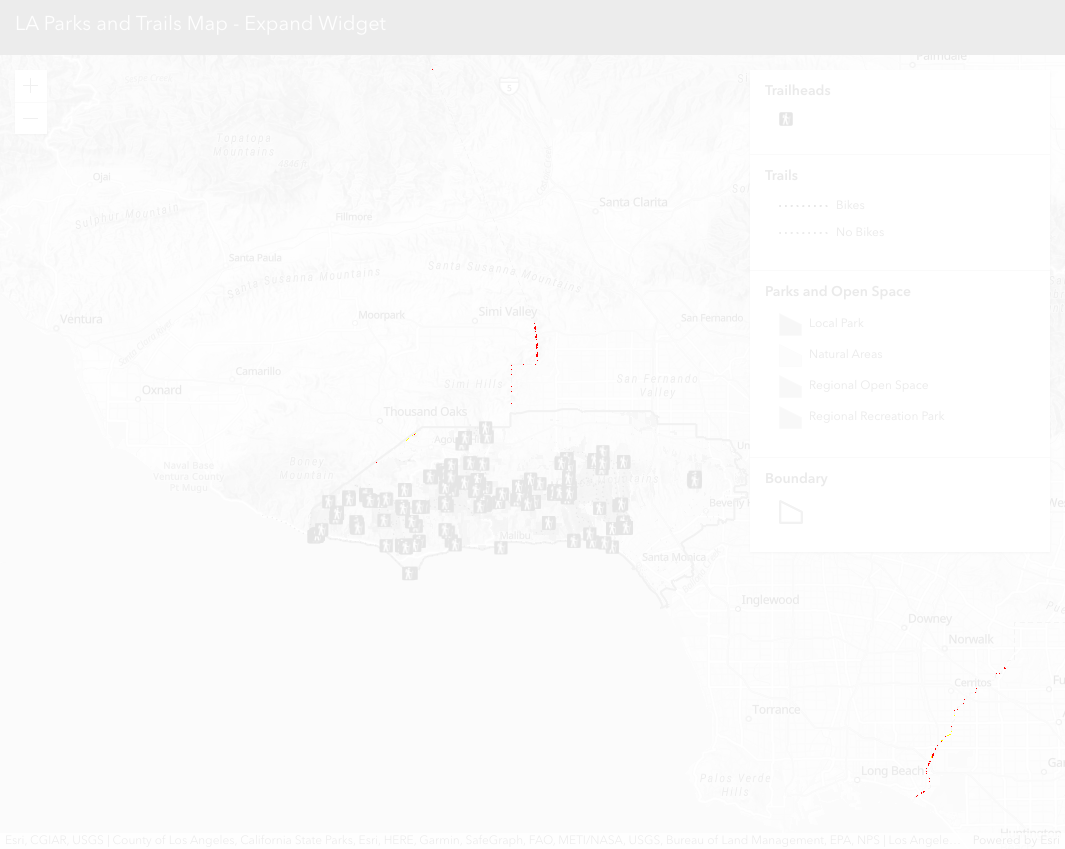 LA Parks and Trails Map - Expand Widget
Palmdale
5
Topatopa
Mountains
Ojai
Sulphur Mountain
Fillmore
Santa Clarita
Santa Paula
Santa Susanna Mountains
Santa Susanna Mountains
Ventura
Moorpark
Simi Valley
San Fernando
Camarillo
Simi Hills
San Fernando
Valley
Oxnard
Thousand Oaks
Boney
Mountain
Naval Base
Ventura County
Pt Mugu
Malibu
Santa Monica
Inglewood
Downey
Norwalk
Cerritos
Torrance
Long Beach
Palos Verde
Hills
Huntington
Trailheads
Trails
Bikes
No Bikes
Parks and Open Space
Local Park
Natural Areas
Regional Open Space
Regional Recreation Park
Boundary
Esri, CGIAR, USGS | County of Los Angeles, California State Parks, Esri, HERE, Garmin, SafeGraph, FAO, METI/NASA, USGS, Bureau of Land Management, EPA, NPS | Los Angele...
Powered by Esri